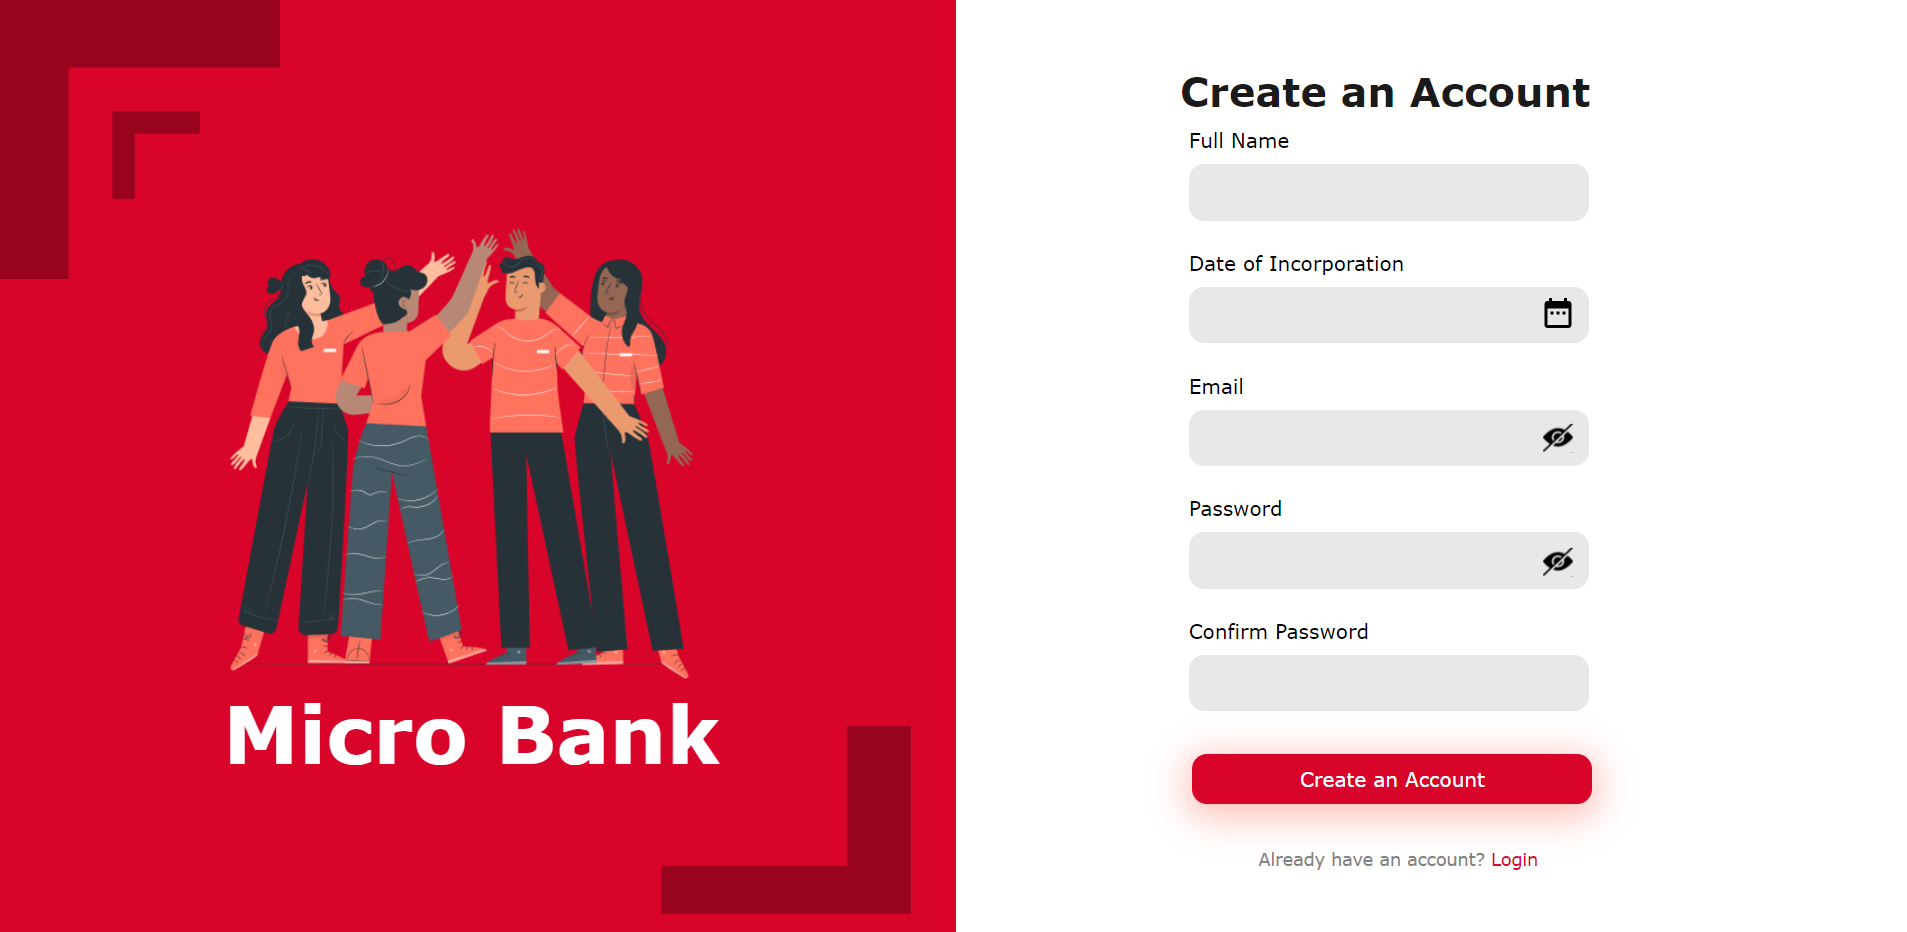 Micro Bank
Create an Account
Full Name
Date of Incorporation
Email
Password
Confirm Password
Create an Account
Already have an account? Login